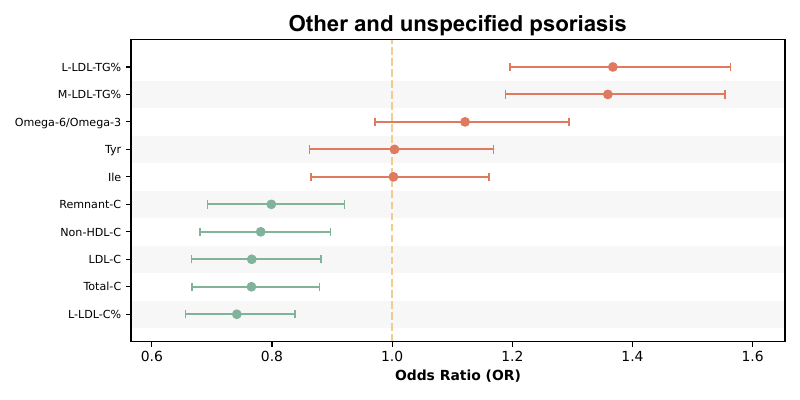 Other and unspecified psoriasis
L-LDL-TG%
M-LDL-TG%
Omega-6/Omega-3
Tyr
Ile
Remnant-C
Non-HDL-C
LDL-C
Total-C
L-LDL-C%
0.6 0.8 1.0 1.2 1.4 1.6
Odds Ratio (OR)